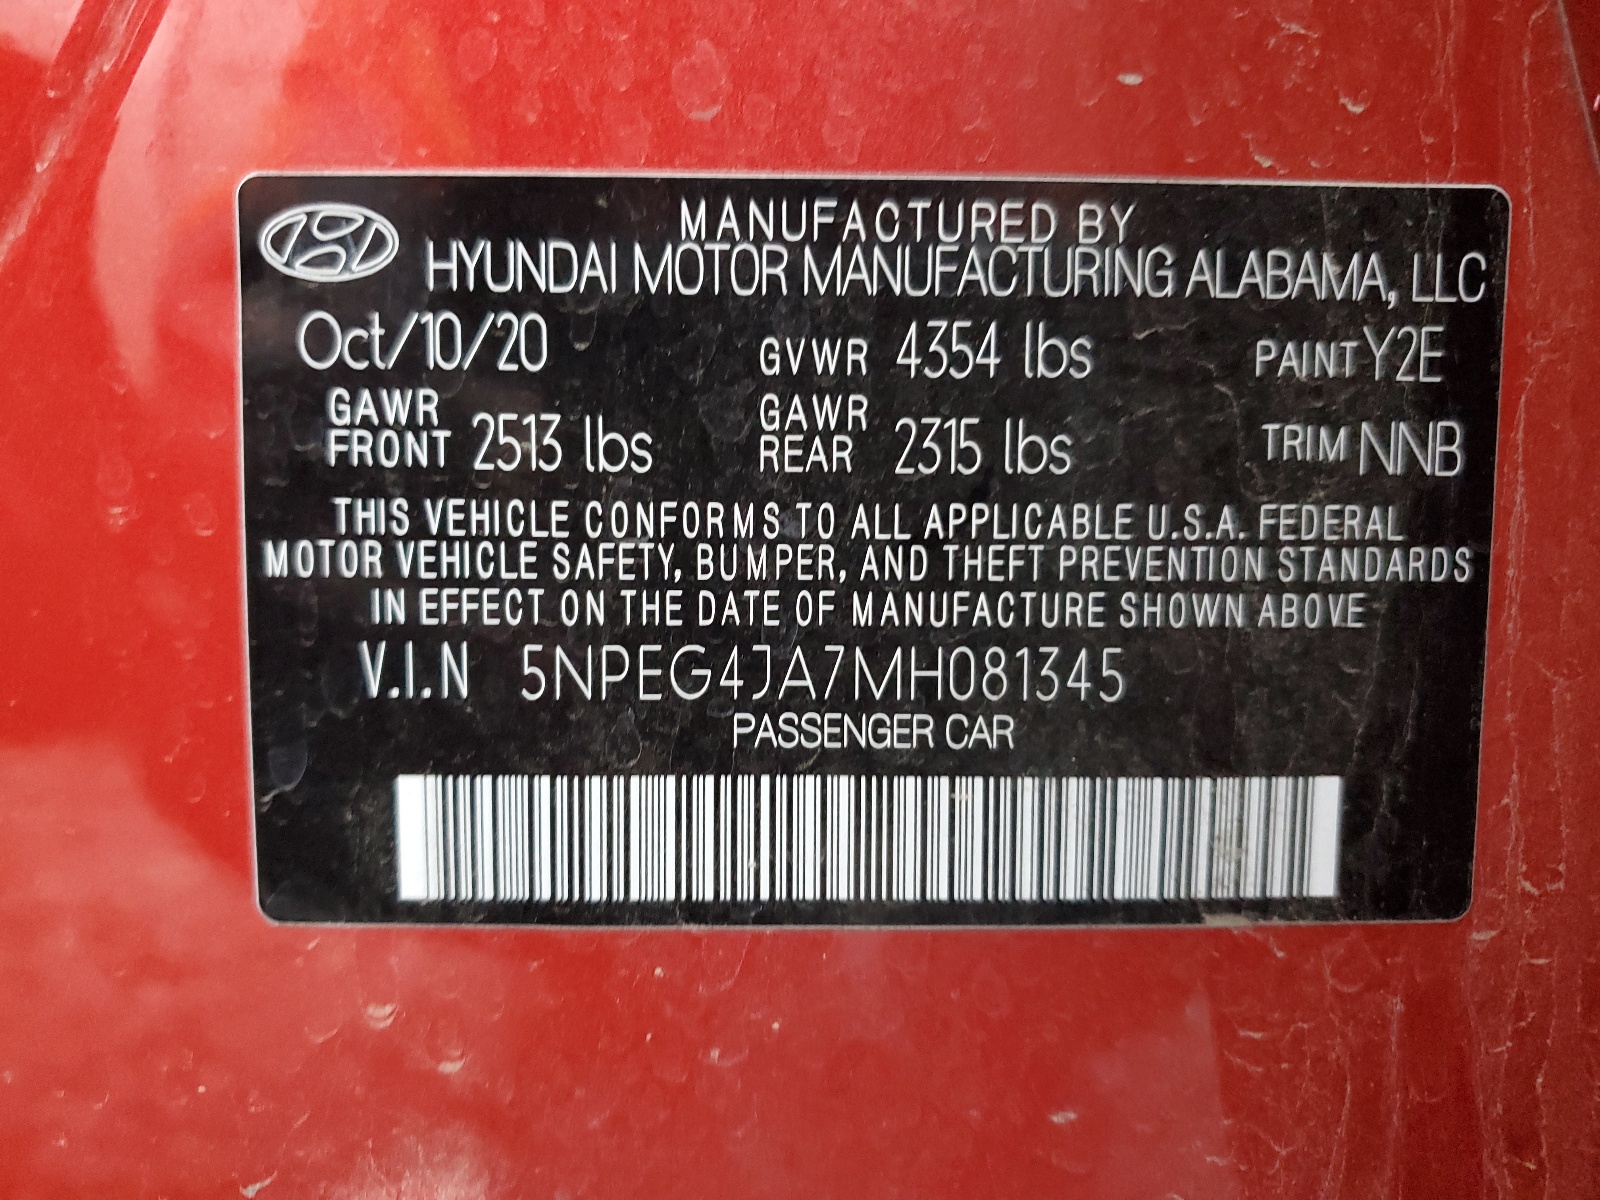 MANUFACTURED BY
HYUNDAI MOTOR MANUFACTURING ALABAMA, LLC
Oct/10/20 GVWR 4354 lbs PAINT Y2E
GAWR FRONT 2513 lbs GAWR REAR 2315 lbs TRIM NNB
THIS VEHICLE CONFORMS TO ALL APPLICABLE U.S.A. FEDERAL
MOTOR VEHICLE SAFETY, BUMPER, AND THEFT PREVENTION STANDARDS
IN EFFECT ON THE DATE OF MANUFACTURE SHOWN ABOVE
V.I.N 5NPEG4JA7MH081345
PASSENGER CAR